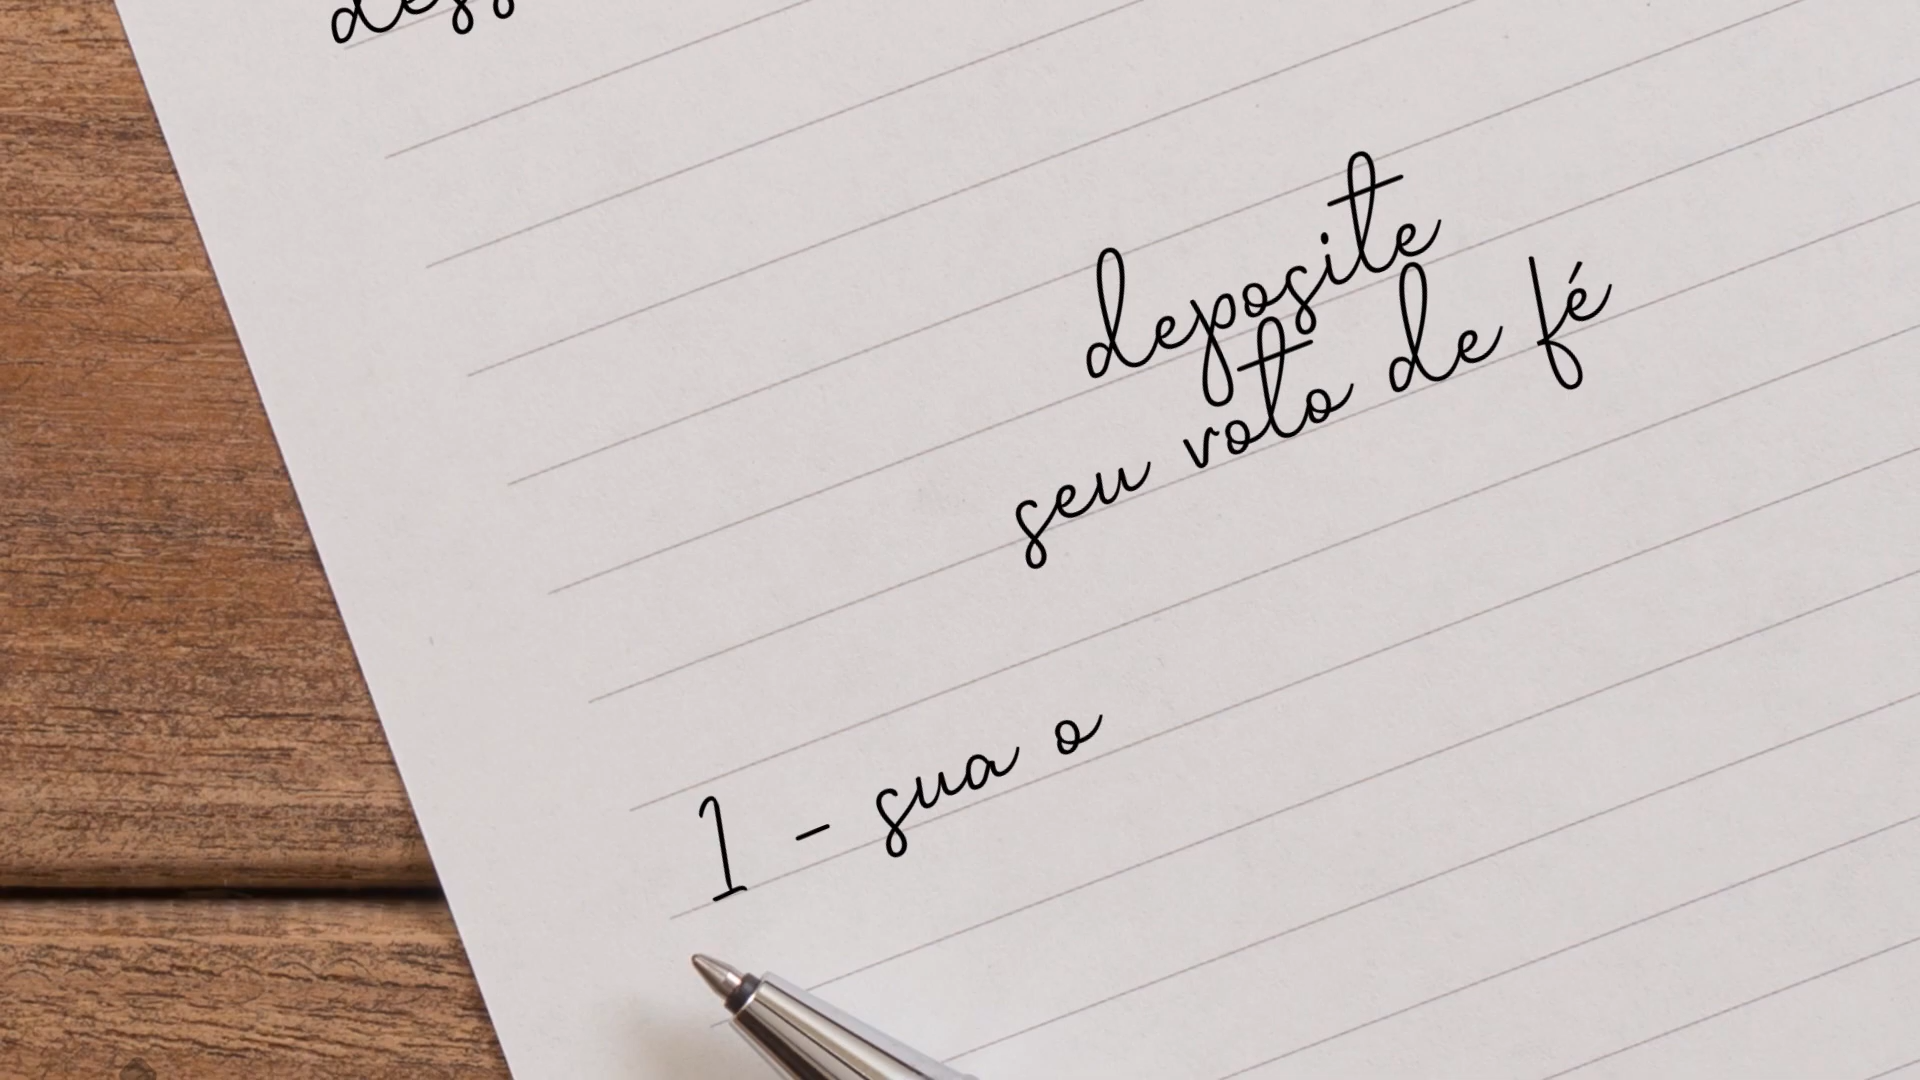 deposite
seu voto de fé
1 - sua o